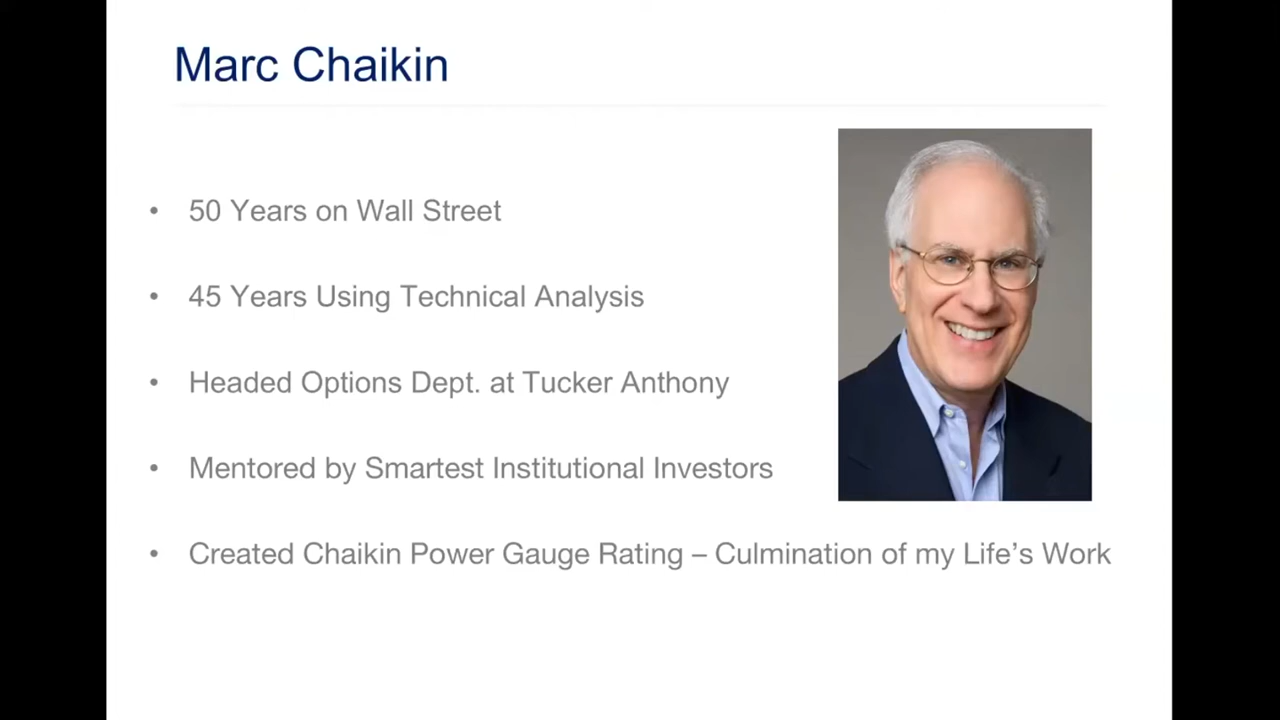 Marc Chaikin
• 50 Years on Wall Street
• 45 Years Using Technical Analysis
• Headed Options Dept. at Tucker Anthony
• Mentored by Smartest Institutional Investors
• Created Chaikin Power Gauge Rating – Culmination of my Life’s Work